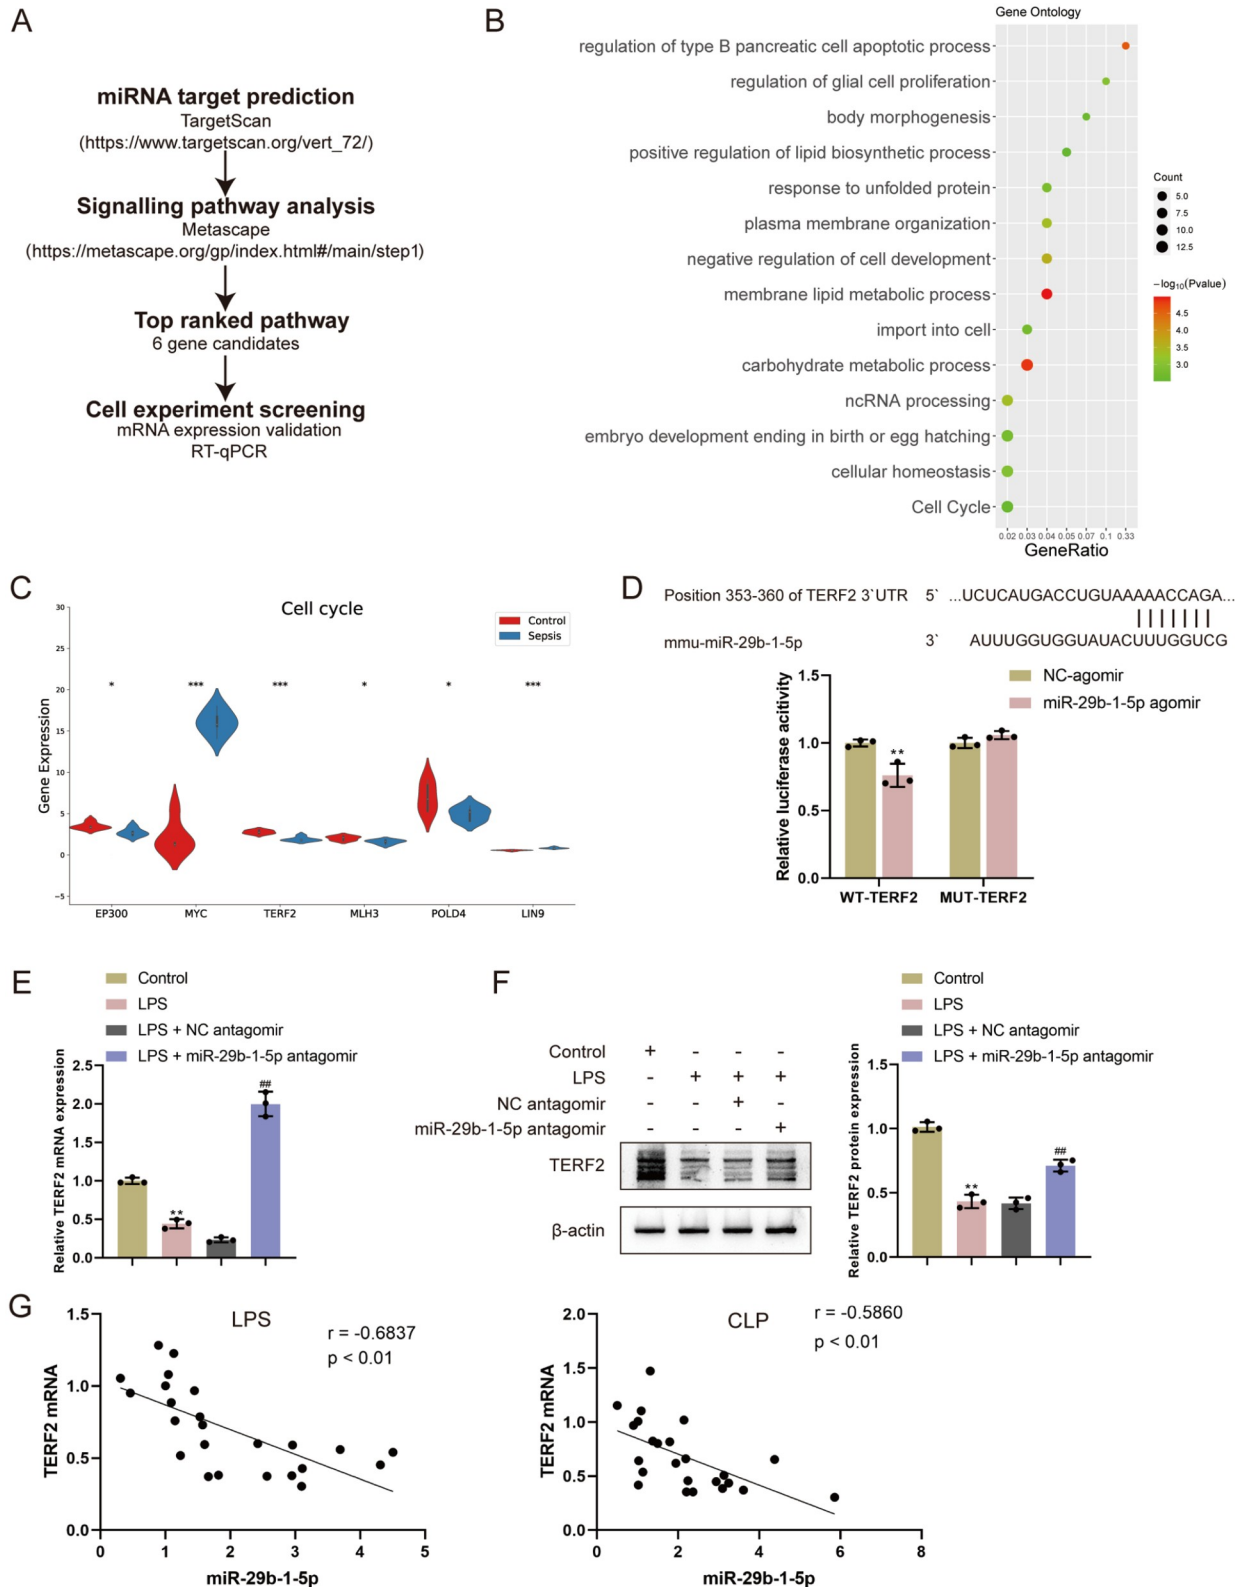 A
miRNA target prediction
TargetScan
(https://www.targetscan.org/vert_72/)
Signalling pathway analysis
Metascape
(https://metascape.org/gp/index.html#/main/step1)
Top ranked pathway
6 gene candidates
Cell experiment screening
mRNA expression validation
RT-qPCR
B
Gene Ontology
regulation of type B pancreatic cell apoptotic process
regulation of glial cell proliferation
body morphogenesis
positive regulation of lipid biosynthetic process
response to unfolded protein
plasma membrane organization
negative regulation of cell development
membrane lipid metabolic process
import into cell
carbohydrate metabolic process
ncRNA processing
embryo development ending in birth or egg hatching
cellular homeostasis
Cell Cycle
0.02 0.03 0.04 0.05 0.07 0.1 0.33
GeneRatio
Count
5.0
7.5
10.0
12.5
−log10(Pvalue)
4.5
4.0
3.5
3.0
C
Cell cycle
Control
Sepsis
Gene Expression
30
25
20
15
10
5
0
−5
* *** *** * * ***
EP300 MYC TERF2 MLH3 POLD4 LIN9
D
Position 353-360 of TERF2 3`UTR 5` ...UCUCAUGACCUGUAAAAACCAGA...
mmu-miR-29b-1-5p 3` AUUUGGUGGUAUACUUUGGUCG
NC-agomir
miR-29b-1-5p agomir
Relative luciferase acitivity
1.5
1.0
0.5
0.0
**
WT-TERF2 MUT-TERF2
E
Control
LPS
LPS + NC antagomir
LPS + miR-29b-1-5p antagomir
Relative TERF2 mRNA expression
2.5
2.0
1.5
1.0
0.5
0.0
**
##
F
Control + - - -
LPS - + + +
NC antagomir - - + -
miR-29b-1-5p antagomir - - - +
TERF2
β-actin
Control
LPS
LPS + NC antagomir
LPS + miR-29b-1-5p antagomir
Relative TERF2 protein expression
1.5
1.0
0.5
0.0
**
##
G
LPS
r = -0.6837
p < 0.01
TERF2 mRNA
1.5
1.0
0.5
0.0
0 1 2 3 4 5
miR-29b-1-5p
CLP
r = -0.5860
p < 0.01
TERF2 mRNA
2.0
1.5
1.0
0.5
0.0
0 2 4 6 8
miR-29b-1-5p